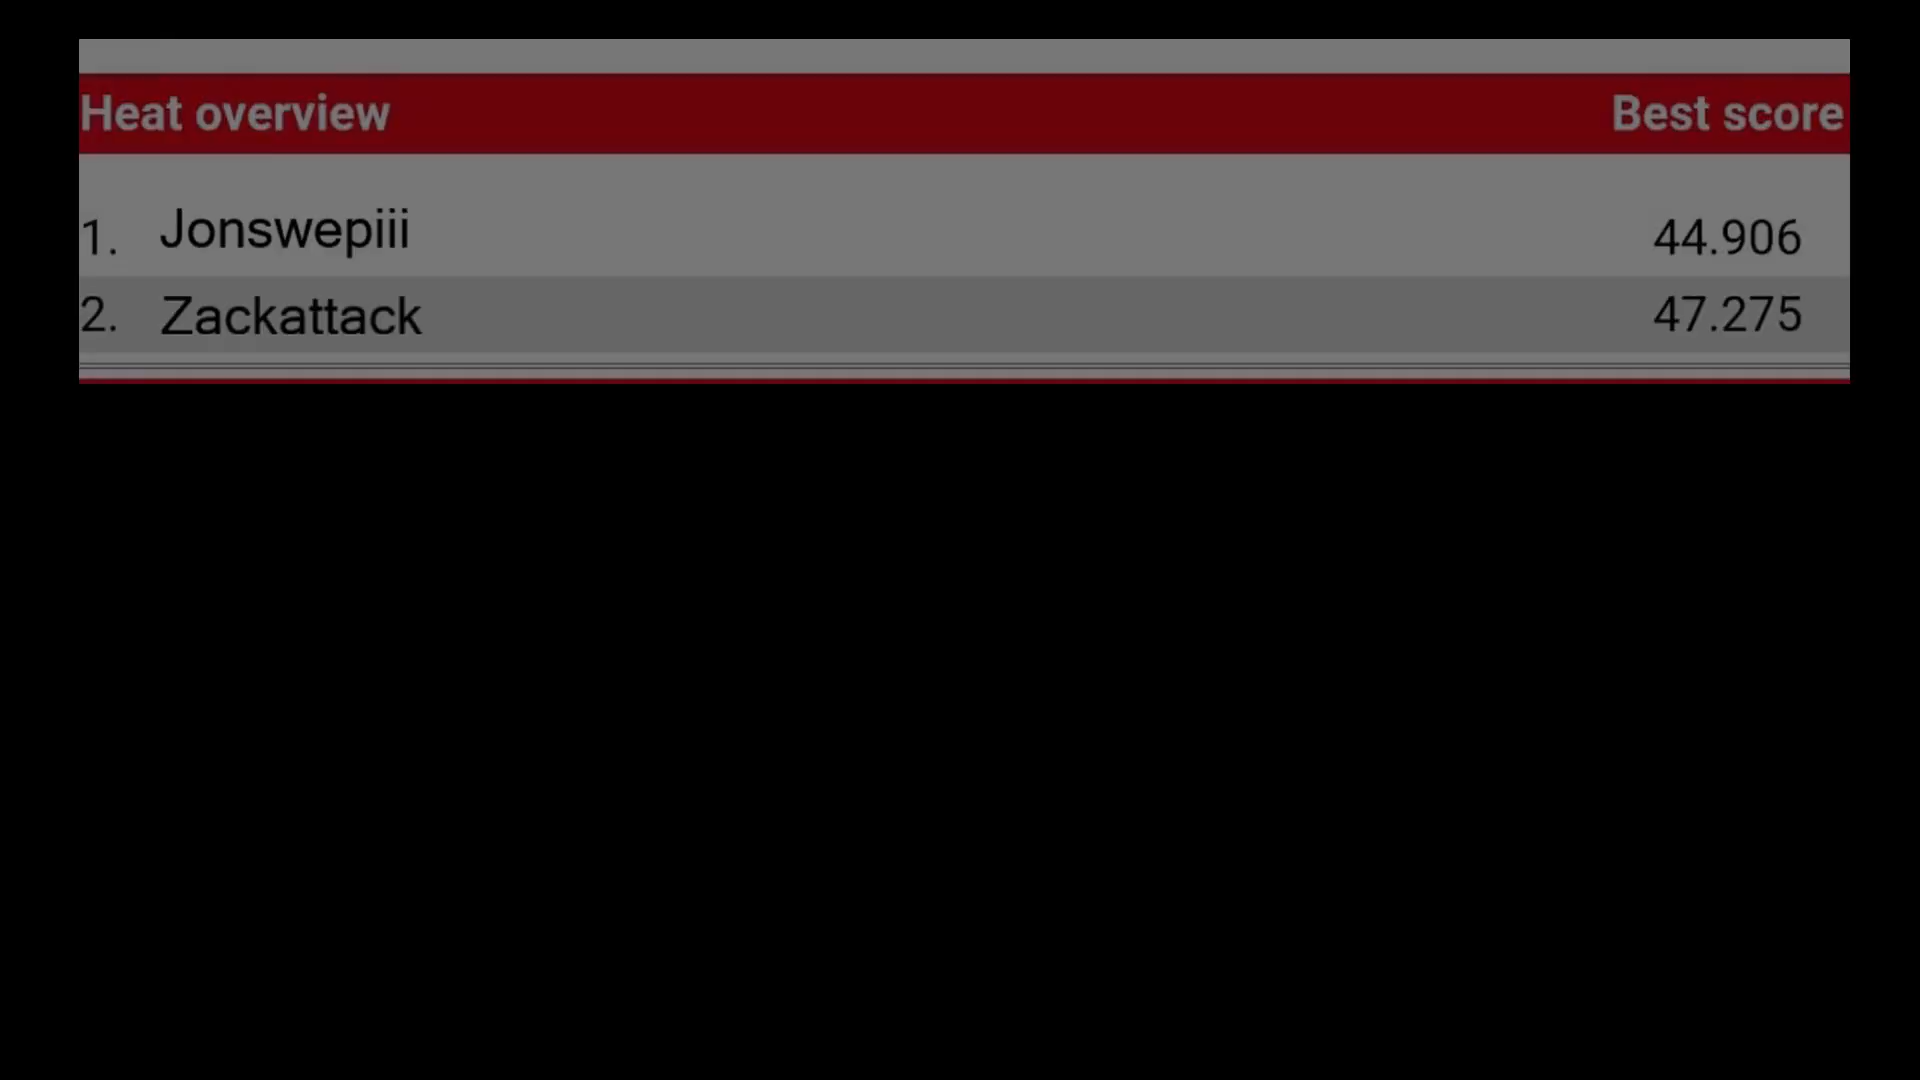 Heat overview Best score
1. Jonswepiii 44.906
2. Zackattack 47.275